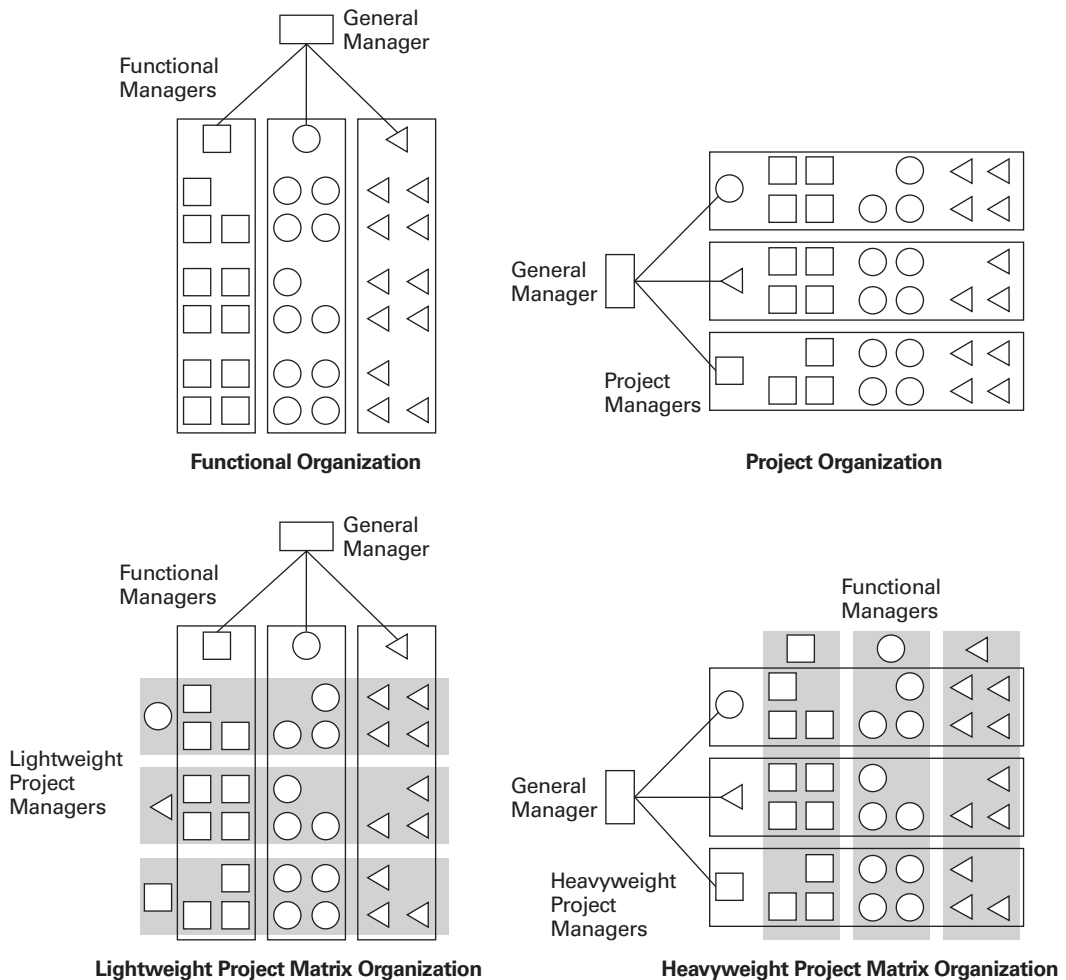 General
Manager
Functional
Managers
Functional Organization
General
Manager
Project
Managers
Project Organization
General
Manager
Functional
Managers
Lightweight
Project
Managers
Lightweight Project Matrix Organization
Functional
Managers
General
Manager
Heavyweight
Project
Managers
Heavyweight Project Matrix Organization